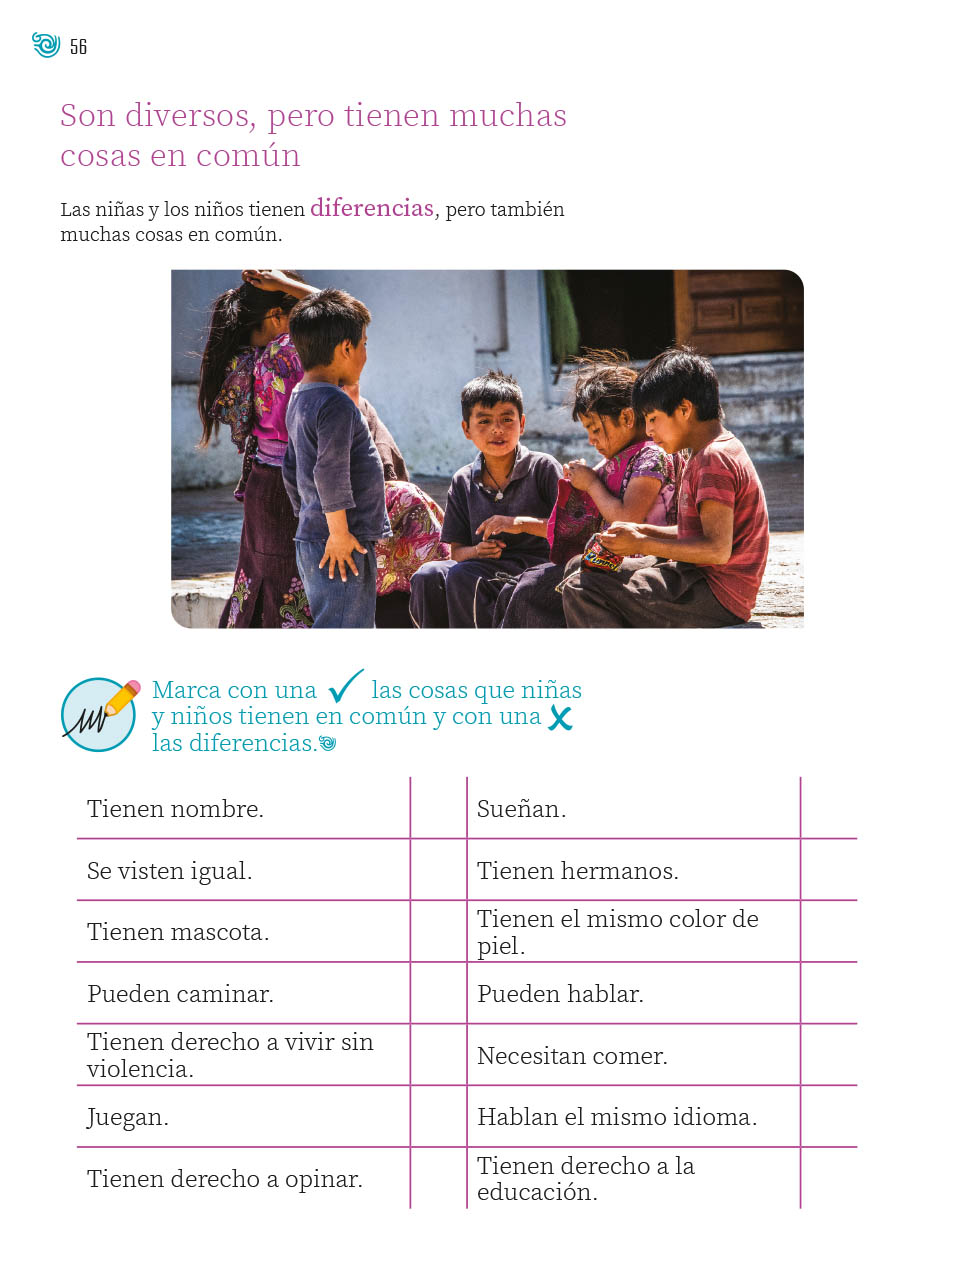 56
Son diversos, pero tienen muchas
cosas en común
Las niñas y los niños tienen diferencias, pero también
muchas cosas en común.
Marca con una ✓ las cosas que niñas
y niños tienen en común y con una ✗
las diferencias.
Tienen nombre.
Sueñan.
Se visten igual.
Tienen hermanos.
Tienen mascota.
Tienen el mismo color de
piel.
Pueden caminar.
Pueden hablar.
Tienen derecho a vivir sin
violencia.
Necesitan comer.
Juegan.
Hablan el mismo idioma.
Tienen derecho a opinar.
Tienen derecho a la
educación.